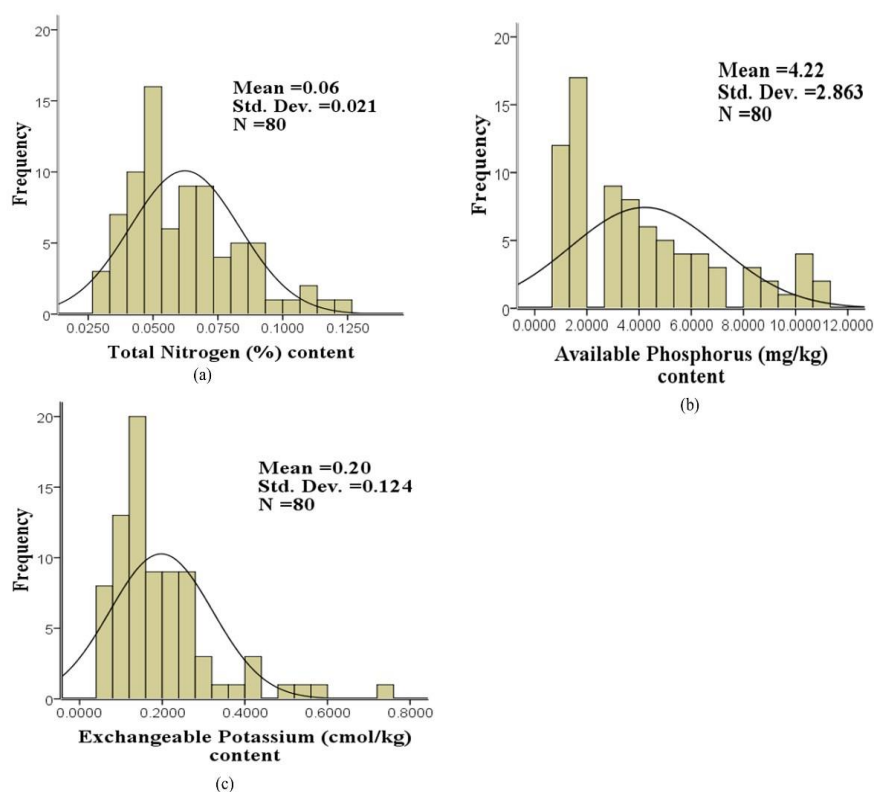 20
15
10
5
0
Frequency
Mean =0.06
Std. Dev. =0.021
N =80
0.0250 0.0500 0.0750 0.1000 0.1250
Total Nitrogen (%) content
(a)
20
15
10
5
0
Frequency
Mean =4.22
Std. Dev. =2.863
N =80
0.0000 2.0000 4.0000 6.0000 8.0000 10.0000 12.0000
Available Phosphorus (mg/kg)
content
(b)
20
15
10
5
0
Frequency
Mean =0.20
Std. Dev. =0.124
N =80
0.0000 0.2000 0.4000 0.6000 0.8000
Exchangeable Potassium (cmol/kg)
content
(c)